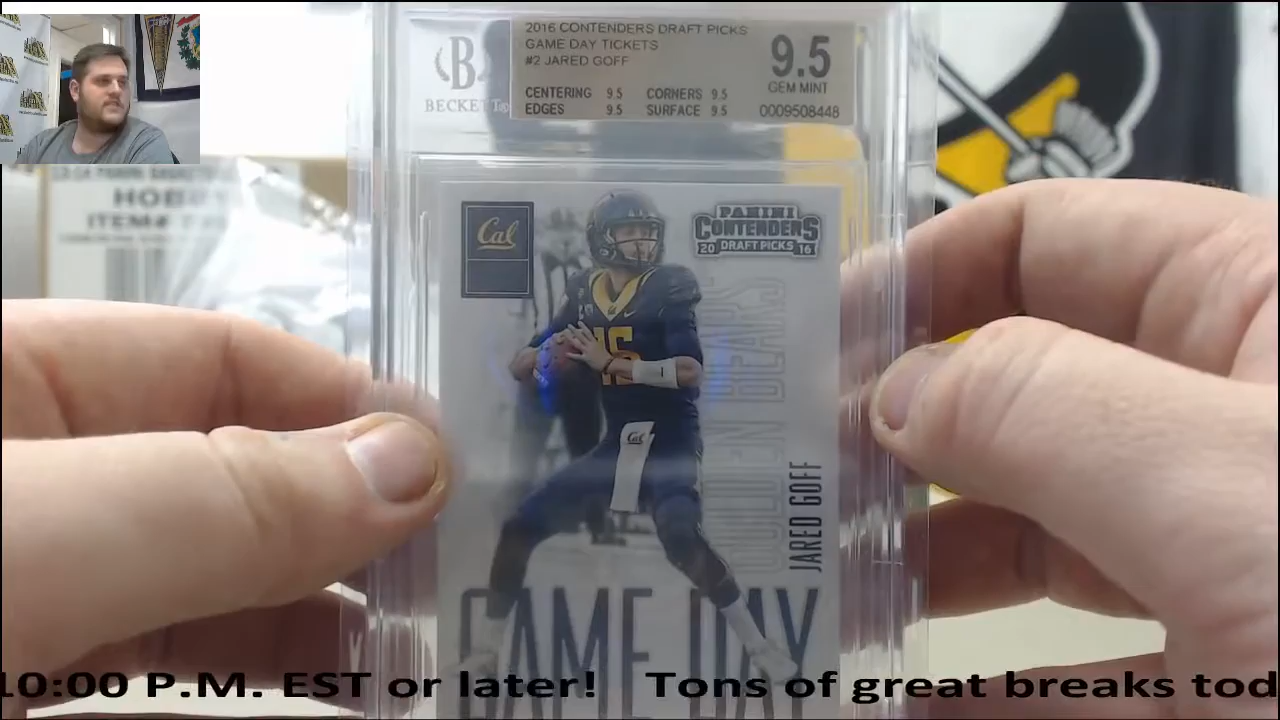 2016 CONTENDERS DRAFT PICKS
GAME DAY TICKETS
#2 JARED GOFF
9.5
GEM MINT
CENTERING 9.5 CORNERS 9.5
EDGES 9.5 SURFACE 9.5
0009508448
B
BECKET
HOBBY
ITEM#
Cal
PANINI
CONTENDERS
20 DRAFT PICKS 16
15
Cal
GOLDEN BEARS
JARED GOFF
GAME DAY
10:00 P.M. EST or later! Tons of great breaks tod